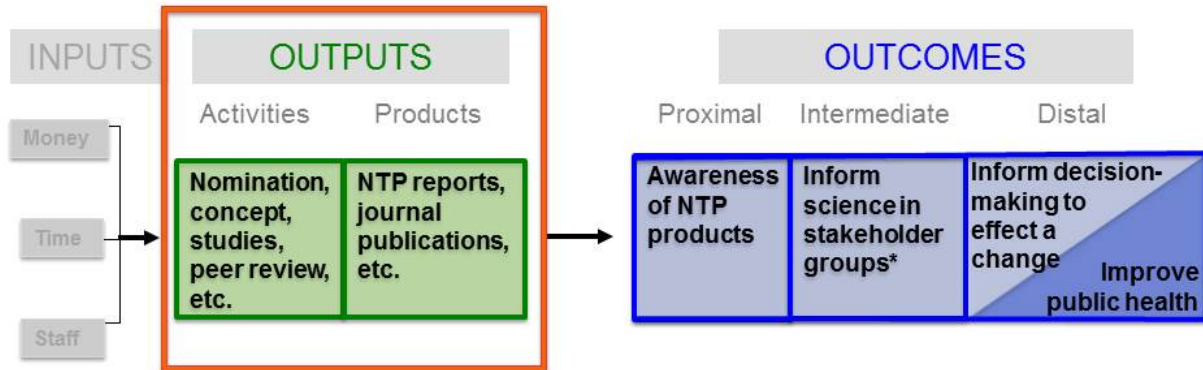 INPUTS
OUTPUTS
OUTCOMES
Activities
Products
Proximal
Intermediate
Distal
Money
Time
Staff
Nomination,
concept,
studies,
peer review,
etc.
NTP reports,
journal
publications,
etc.
Awareness
of NTP
products
Inform
science in
stakeholder
groups*
Inform decision-
making to
effect a
change
Improve
public health